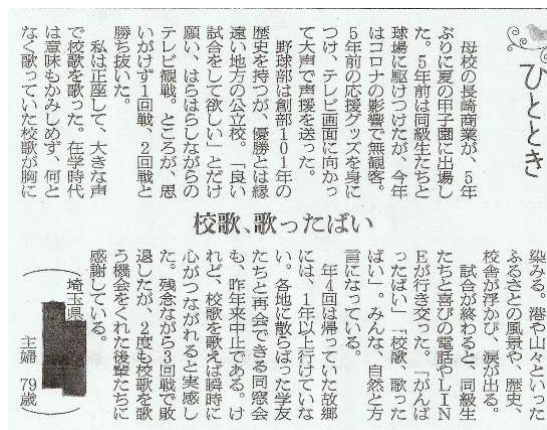 ひととき
校歌、歌ったばい
母校の長崎商業が、5年
ぶりに夏の甲子園に出場し
た。5年前は同級生たちと
球場に駆けつけたが、今年
はコロナの影響で無観客。
5年前の応援グッズを身に
つけ、テレビ画面に向かっ
て大声で声援を送った。
野球部は創部101年の
歴史を持つが、優勝とは縁
遠い地方の公立校。「良い
試合をして欲しい」とだけ
願い、はらはらしながらの
テレビ観戦。ところが、思
いがけず1回戦、2回戦と
勝ち抜いた。
私は正座して、大きな声
で校歌を歌った。在学時代
は意味もかみしめず、何と
なく歌っていた校歌が胸に
染みる。港や山々といった
ふるさとの風景や、歴史、
校舎が浮かび、涙が出る。
試合が終わると、同級生
たちと喜びの電話やLIN
Eが行き交った。「がんば
ったばい」「校歌、歌った
ばい」。みんな、自然と方
言になっている。
年4回は帰っていた故郷
には、1年以上行けていな
い。各地に散らばった学友
たちと再会できる同窓会
も、昨年来中止である。け
れど、校歌を歌えば瞬時に
心がつながれると実感し
た。残念ながら3回戦で敗
退したが、2度も校歌を歌
う機会をくれた後輩たちに
感謝している。
埼玉県
主婦 79歳